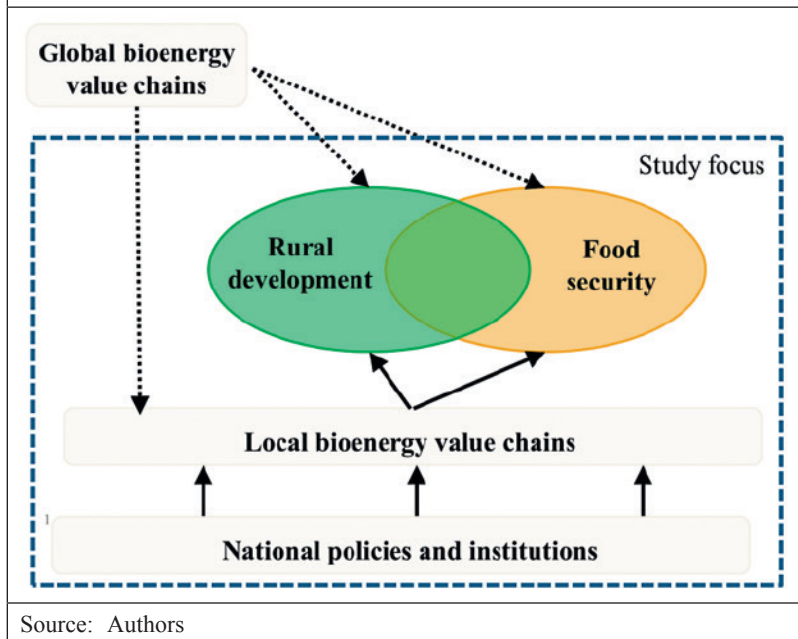 Global bioenergy
value chains
Study focus
Rural
development
Food
security
Local bioenergy value chains
1
National policies and institutions
Source: Authors